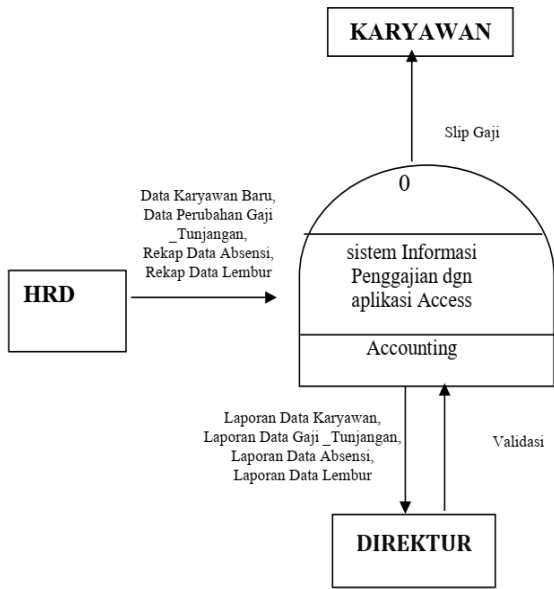 KARYAWAN
Slip Gaji
0
Data Karyawan Baru,
Data Perubahan Gaji
_Tunjangan,
Rekap Data Absensi,
Rekap Data Lembur
sistem Informasi
Penggajian dgn
aplikasi Access
HRD
Accounting
Laporan Data Karyawan,
Laporan Data Gaji _Tunjangan,
Laporan Data Absensi,
Laporan Data Lembur
Validasi
DIREKTUR